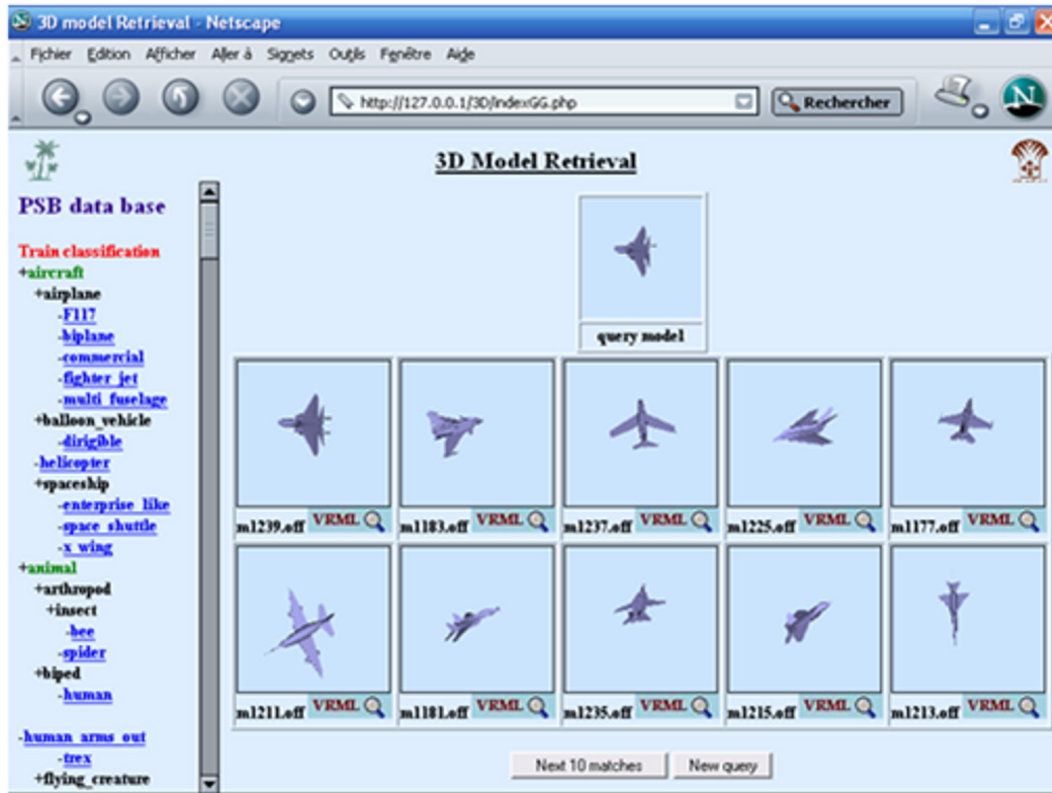 3D model Retrieval - Netscape
Fichier Edition Afficher Aller à Signets Outils Fenêtre Aide
http://127.0.0.1/3D/indexGG.php Rechercher N
3D Model Retrieval
PSB data base
Train classification
+aircraft
+airplane
-F117
-biplane
-commercial
-fighter_jet
-multi_fuselage
+balloon_vehicle
-dirigible
-helicopter
+spaceship
-enterprise_like
-space_shuttle
-x_wing
+animal
+arthropod
+insect
-bee
-spider
+biped
-human
-human_arms_out
-trex
+flying_creature
query model
m1239.off VRML m1183.off VRML m1237.off VRML m1225.off VRML m1177.off VRML
m1211.off VRML m1181.off VRML m1235.off VRML m1215.off VRML m1213.off VRML
Next 10 matches New query